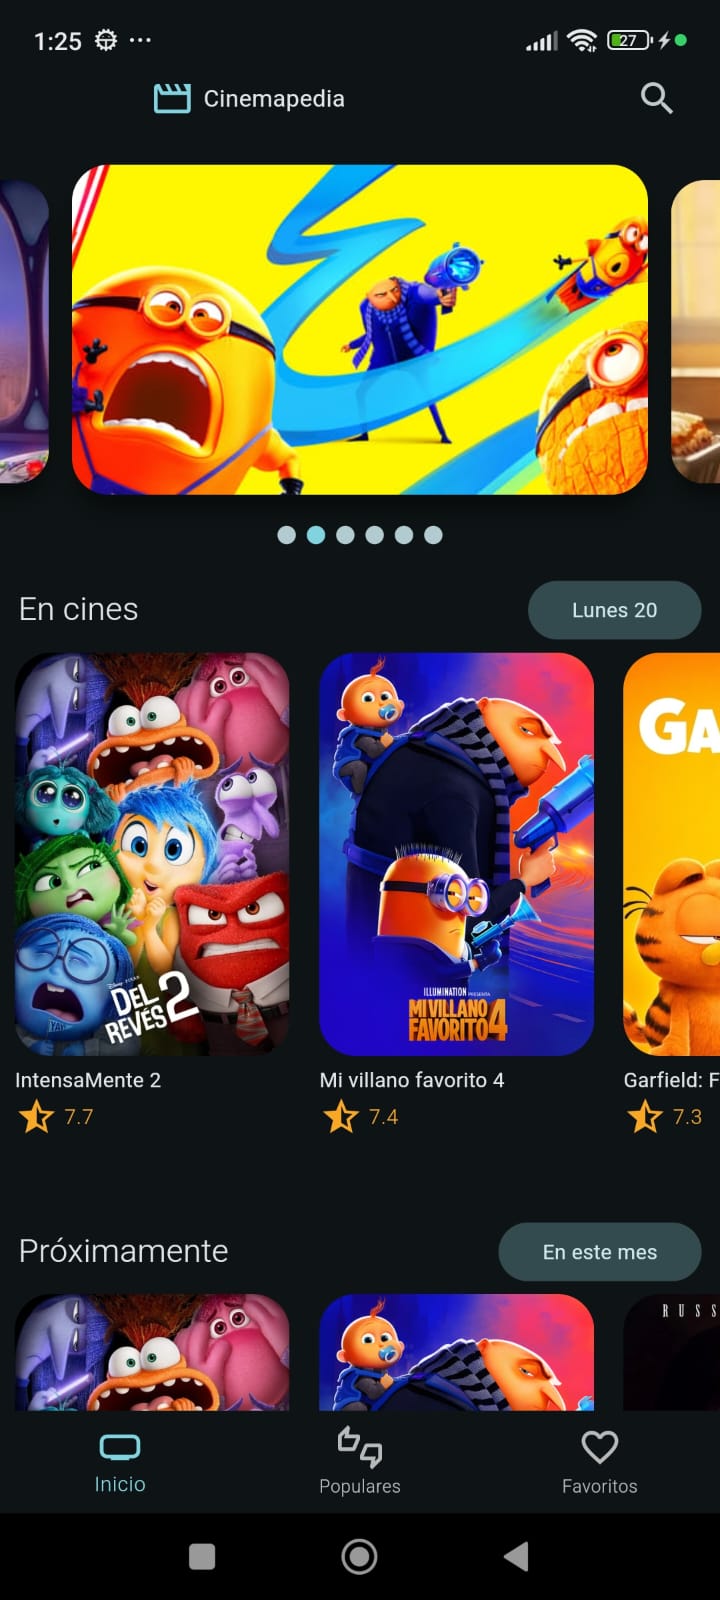 1:25
27
Cinemapedia
En cines
Lunes 20
GA
DISNEY · PIXAR
DEL
REVÉS 2
ILLUMINATION PRESENTA
MI VILLANO
FAVORITO 4
IntensaMente 2
Mi villano favorito 4
Garfield: F
7.7
7.4
7.3
Próximamente
En este mes
RUSS
Inicio
Populares
Favoritos